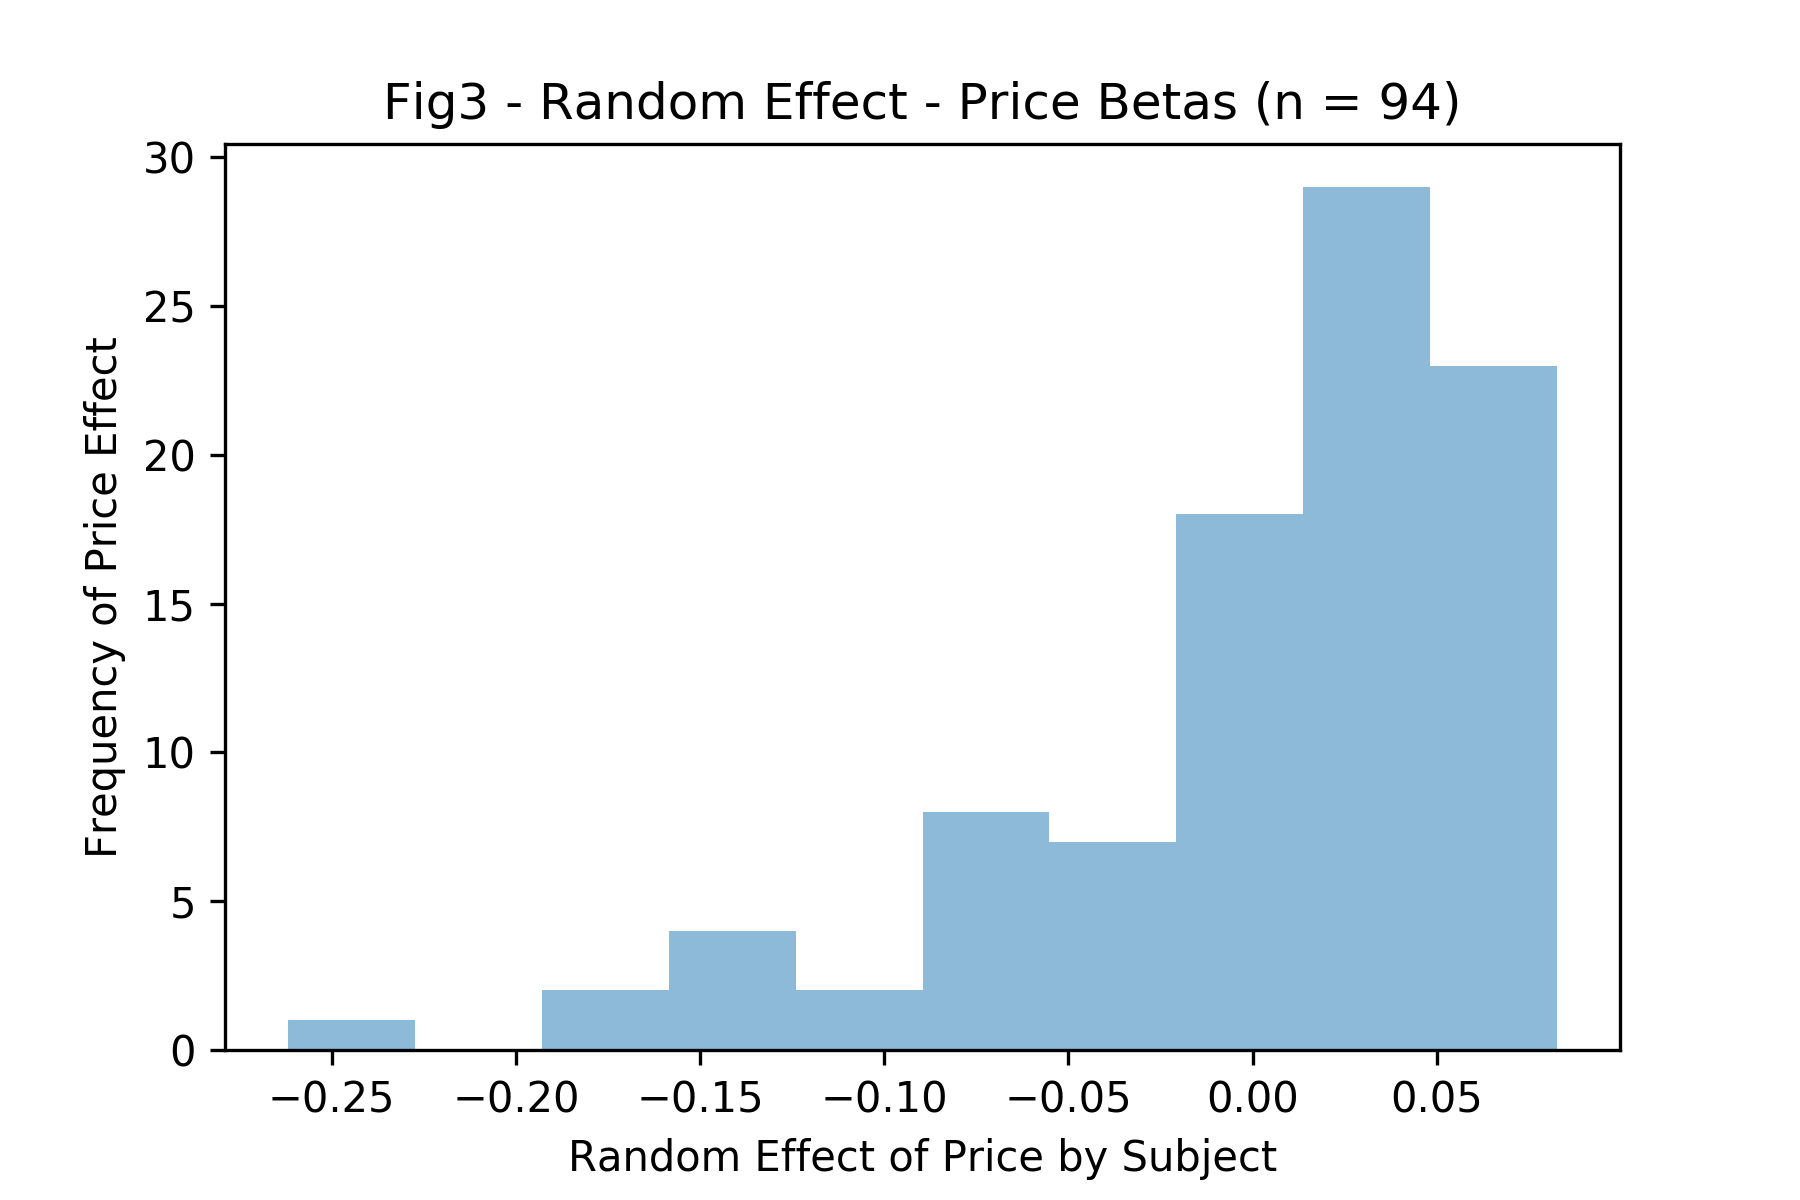 Fig3 - Random Effect - Price Betas (n = 94)
Frequency of Price Effect
30
25
20
15
10
5
0
−0.25 −0.20 −0.15 −0.10 −0.05 0.00 0.05
Random Effect of Price by Subject